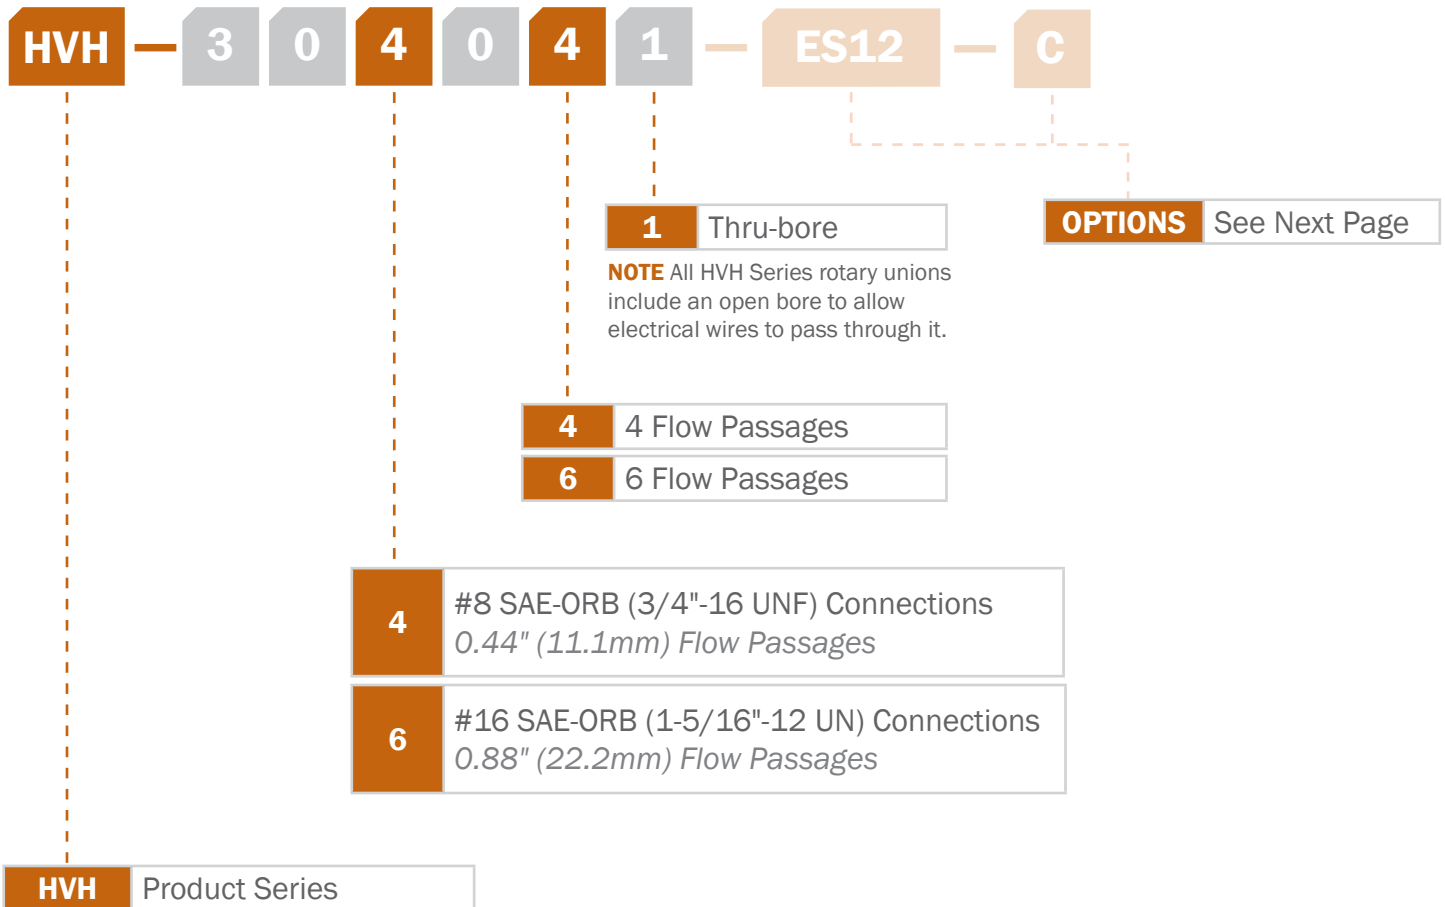 HVH — 3 0 4 0 4 1 — ES12 — C
1 Thru-bore
OPTIONS See Next Page
NOTE All HVH Series rotary unions
include an open bore to allow
electrical wires to pass through it.
4 4 Flow Passages
6 6 Flow Passages
4 #8 SAE-ORB (3/4"-16 UNF) Connections
0.44" (11.1mm) Flow Passages
6 #16 SAE-ORB (1-5/16"-12 UN) Connections
0.88" (22.2mm) Flow Passages
HVH Product Series